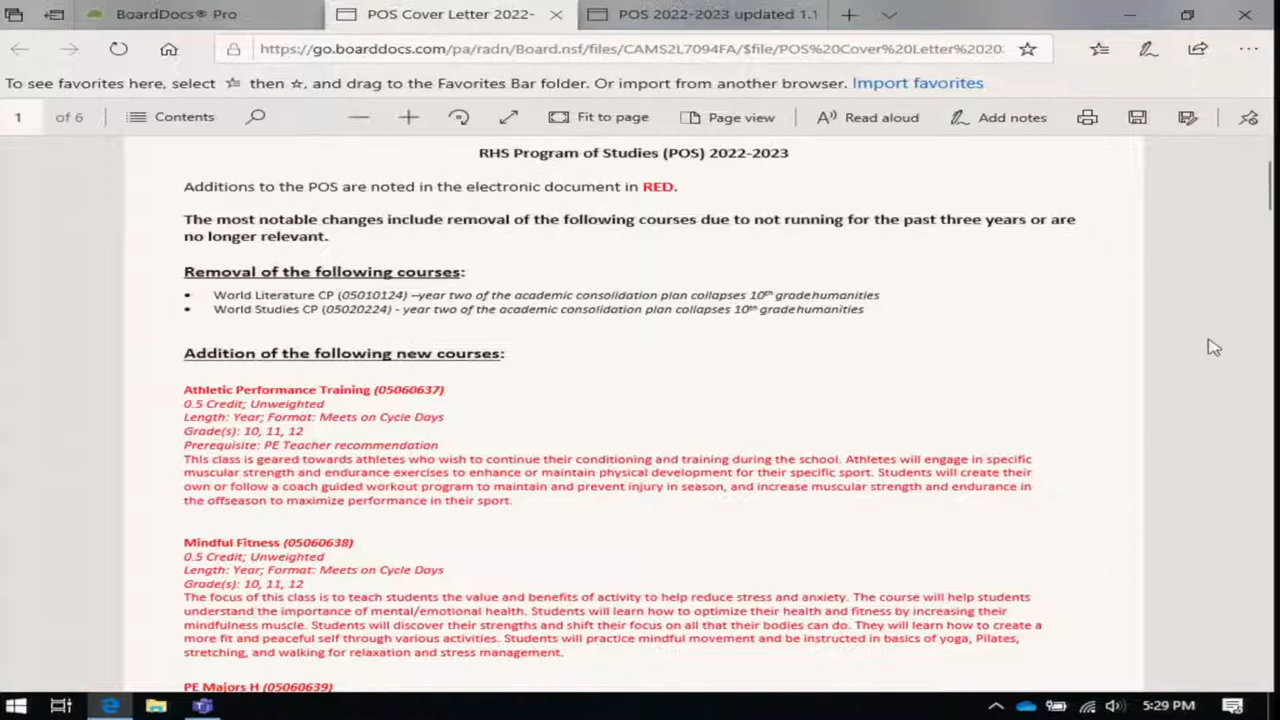 BoardDocs® Pro
POS Cover Letter 2022-
POS 2022-2023 updated 1.1
https://go.boarddocs.com/pa/radn/Board.nsf/files/CAMS2L7094FA/$file/POS%20Cover%20Letter%2020
To see favorites here, select then ☆, and drag to the Favorites Bar folder. Or import from another browser. Import favorites
1 of 6 Contents Fit to page Page view Read aloud Add notes
RHS Program of Studies (POS) 2022-2023
Additions to the POS are noted in the electronic document in RED.
The most notable changes include removal of the following courses due to not running for the past three years or are
no longer relevant.
Removal of the following courses:
• World Literature CP (05010124) –year two of the academic consolidation plan collapses 10th gradehumanities
• World Studies CP (05020224) - year two of the academic consolidation plan collapses 10th gradehumanities
Addition of the following new courses:
Athletic Performance Training (05060637)
0.5 Credit; Unweighted
Length: Year; Format: Meets on Cycle Days
Grade(s): 10, 11, 12
Prerequisite: PE Teacher recommendation
This class is geared towards athletes who wish to continue their conditioning and training during the school. Athletes will engage in specific
muscular strength and endurance exercises to enhance or maintain physical development for their specific sport. Students will create their
own or follow a coach guided workout program to maintain and prevent injury in season, and increase muscular strength and endurance in
the offseason to maximize performance in their sport.
Mindful Fitness (05060638)
0.5 Credit; Unweighted
Length: Year; Format: Meets on Cycle Days
Grade(s): 10, 11, 12
The focus of this class is to teach students the value and benefits of activity to help reduce stress and anxiety. The course will help students
understand the importance of mental/emotional health. Students will learn how to optimize their health and fitness by increasing their
mindfulness muscle. Students will discover their strengths and shift their focus on all that their bodies can do. They will learn how to create a
more fit and peaceful self through various activities. Students will practice mindful movement and be instructed in basics of yoga, Pilates,
stretching, and walking for relaxation and stress management.
PE Majors H (05060639)
5:29 PM